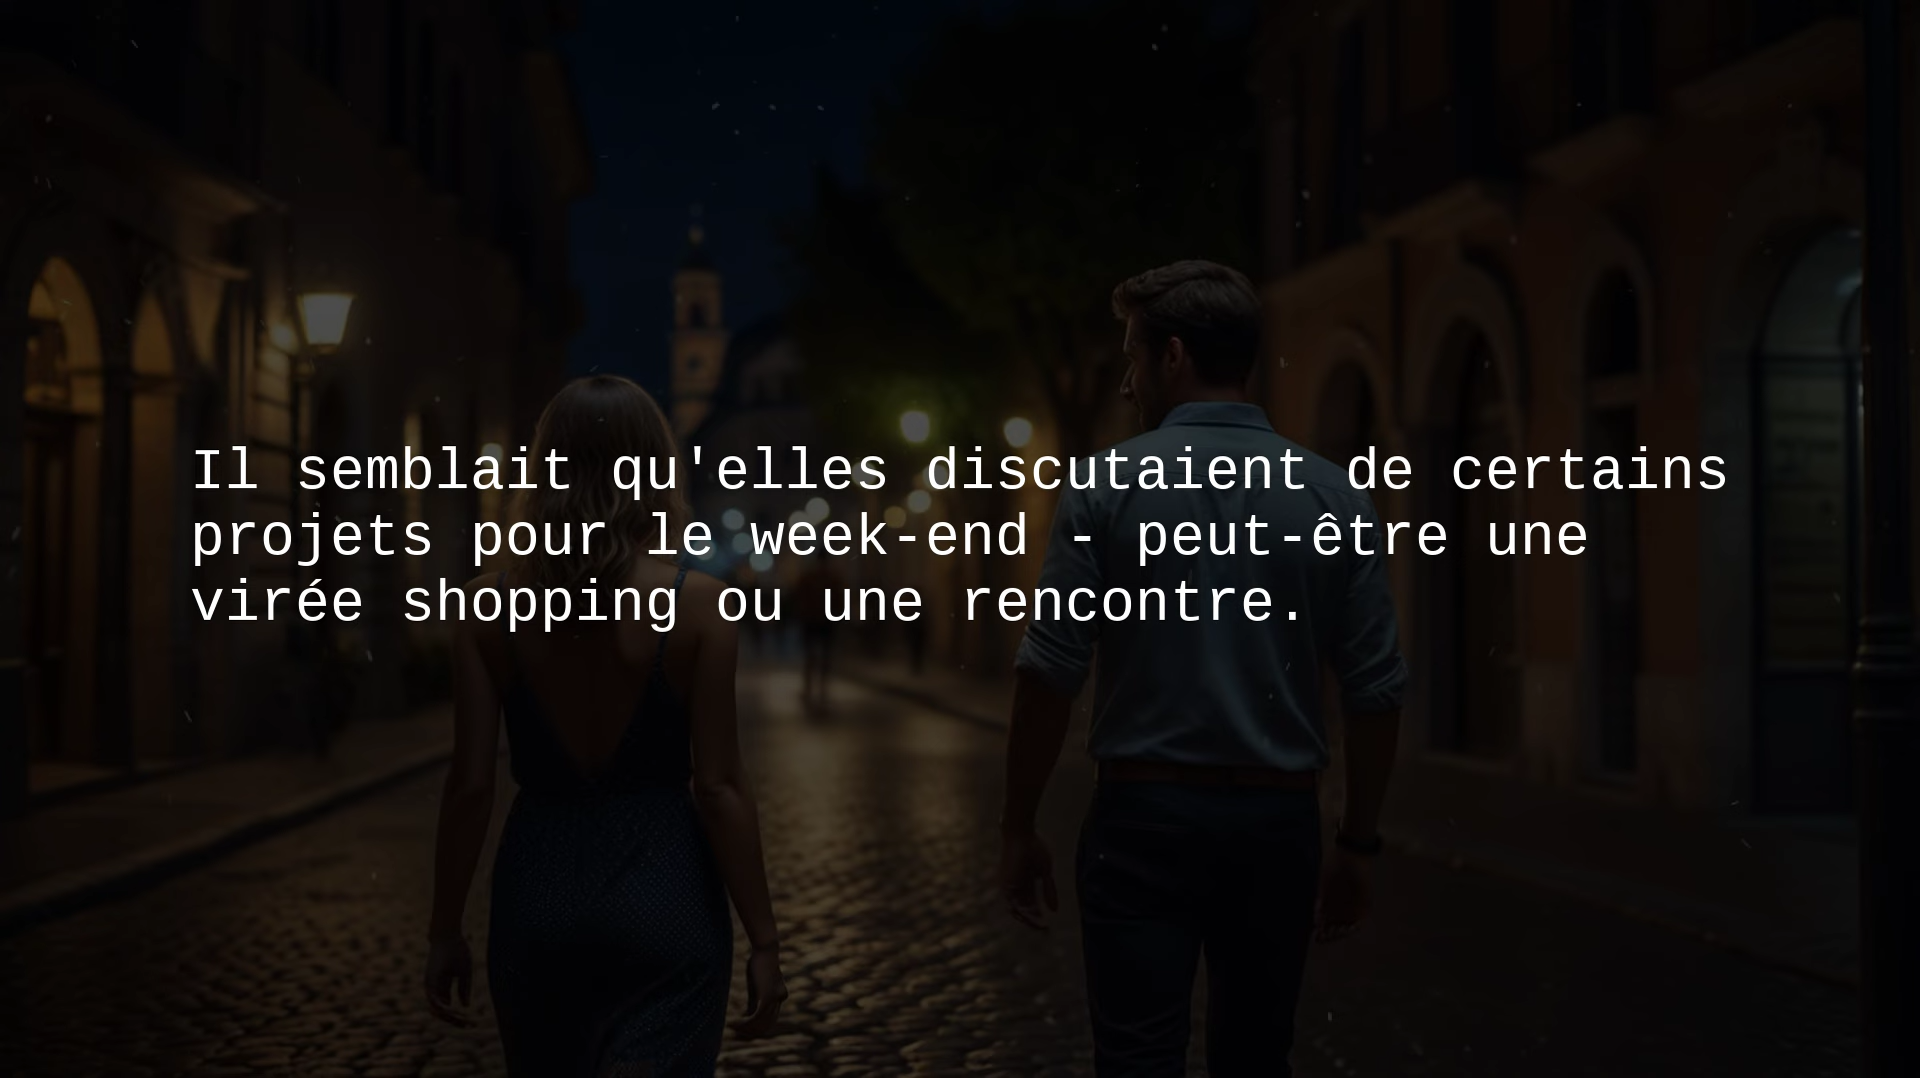 Il semblait qu'elles discutaient de certains
projets pour le week-end - peut-être une
virée shopping ou une rencontre.